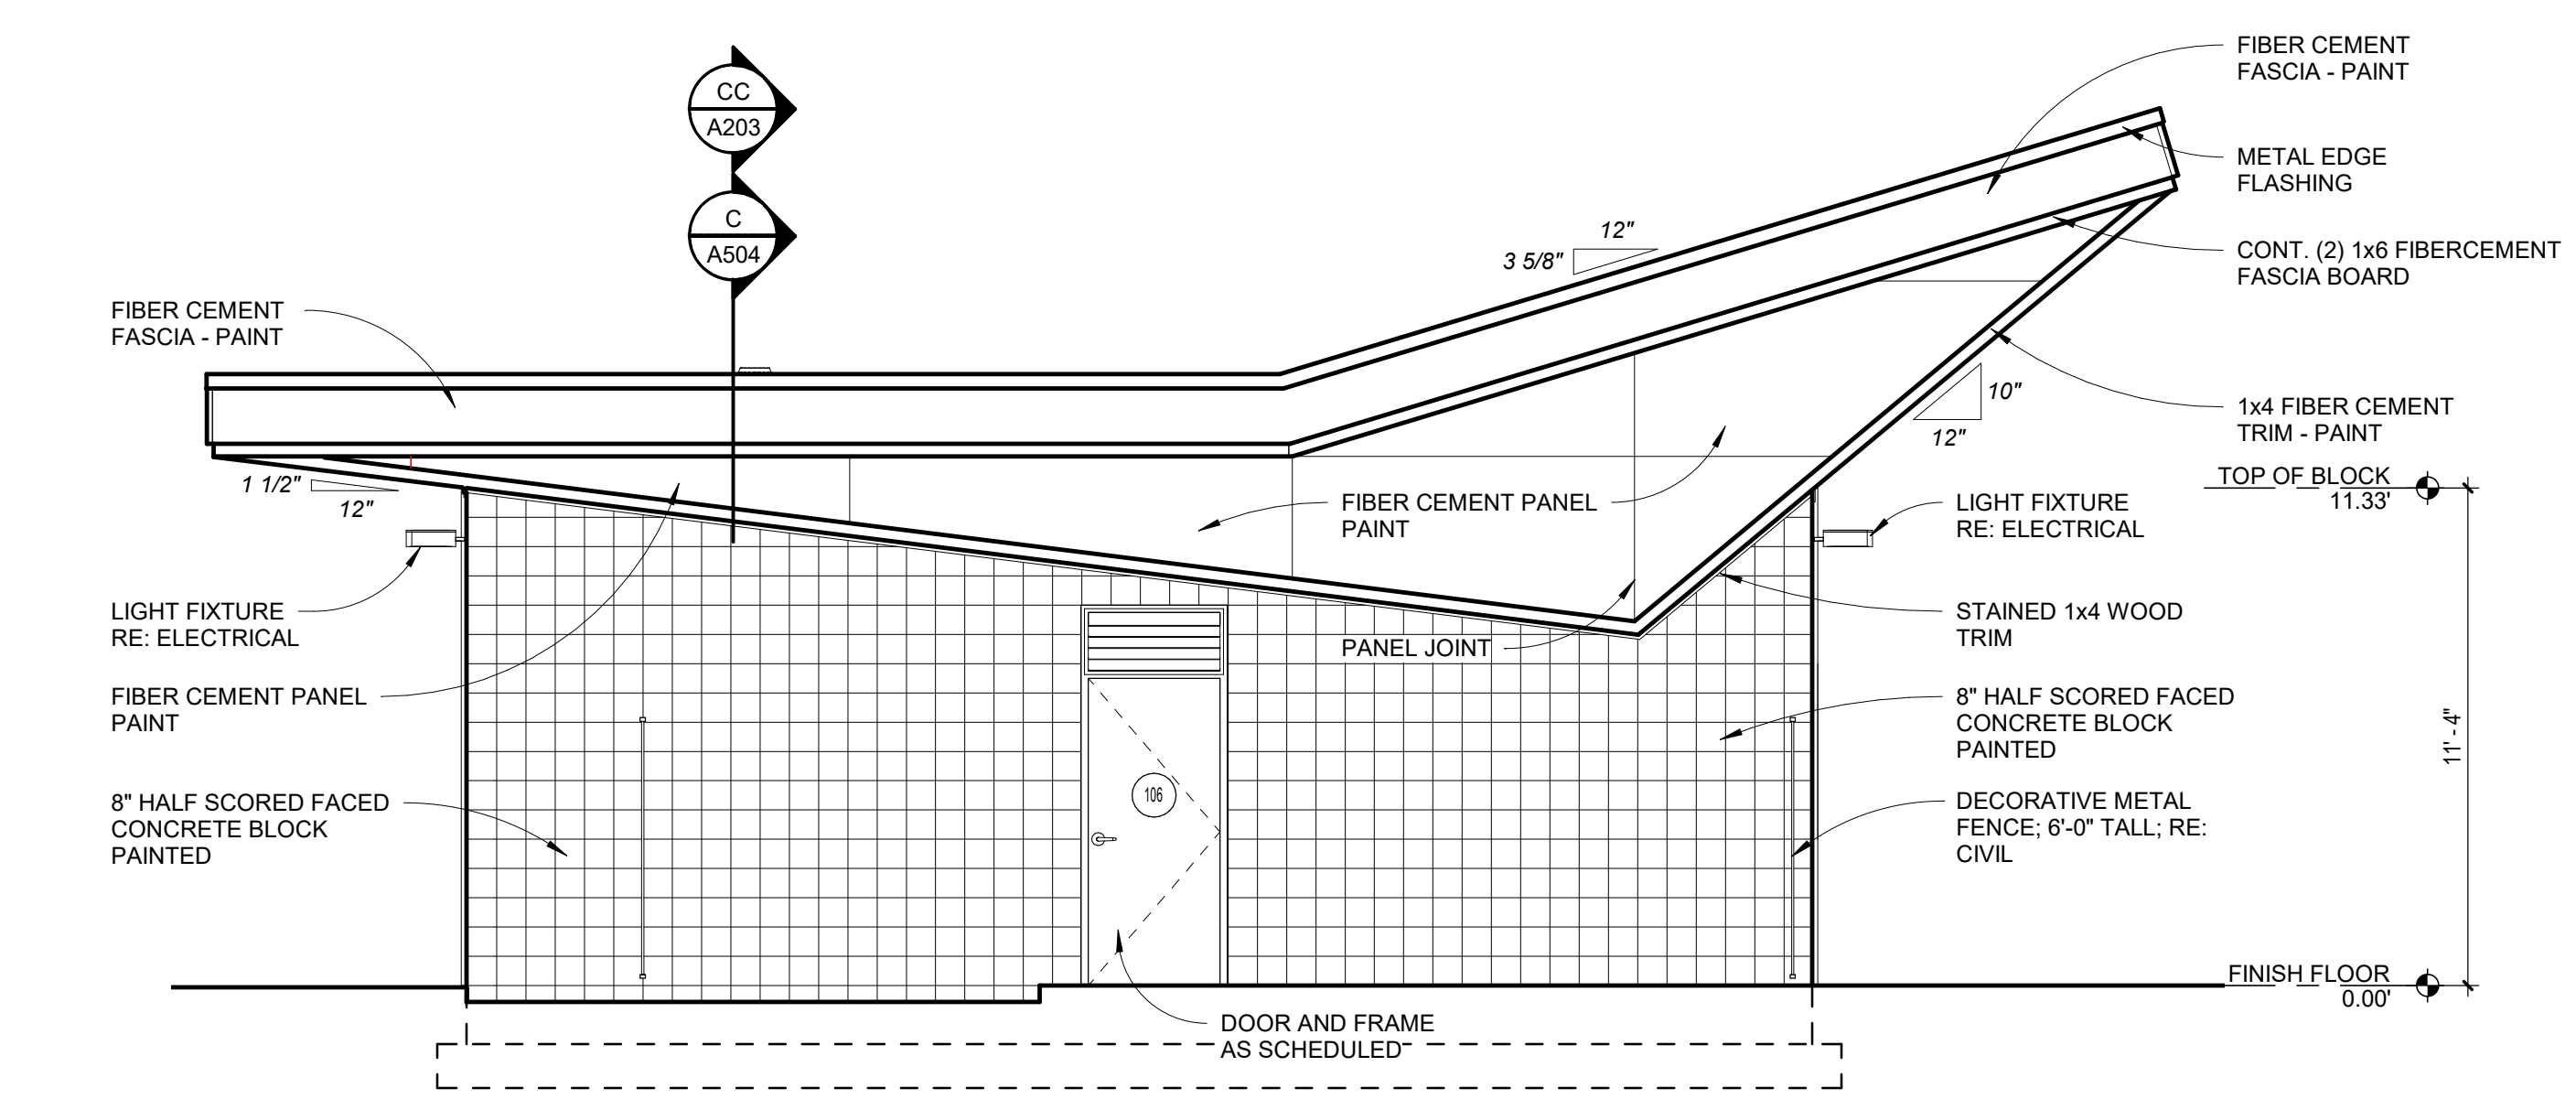 CC
A203
C
A504
FIBER CEMENT
FASCIA - PAINT
METAL EDGE
FLASHING
12"
3 5/8"
CONT. (2) 1x6 FIBERCEMENT
FASCIA BOARD
FIBER CEMENT
FASCIA - PAINT
10"
12"
1x4 FIBER CEMENT
TRIM - PAINT
1 1/2"
12"
TOP OF BLOCK
11.33'
FIBER CEMENT PANEL
PAINT
LIGHT FIXTURE
RE: ELECTRICAL
LIGHT FIXTURE
RE: ELECTRICAL
STAINED 1x4 WOOD
TRIM
PANEL JOINT
FIBER CEMENT PANEL
PAINT
8" HALF SCORED FACED
CONCRETE BLOCK
PAINTED
11' - 4"
106
8" HALF SCORED FACED
CONCRETE BLOCK
PAINTED
DECORATIVE METAL
FENCE; 6'-0" TALL; RE:
CIVIL
FINISH FLOOR
0.00'
DOOR AND FRAME
AS SCHEDULED